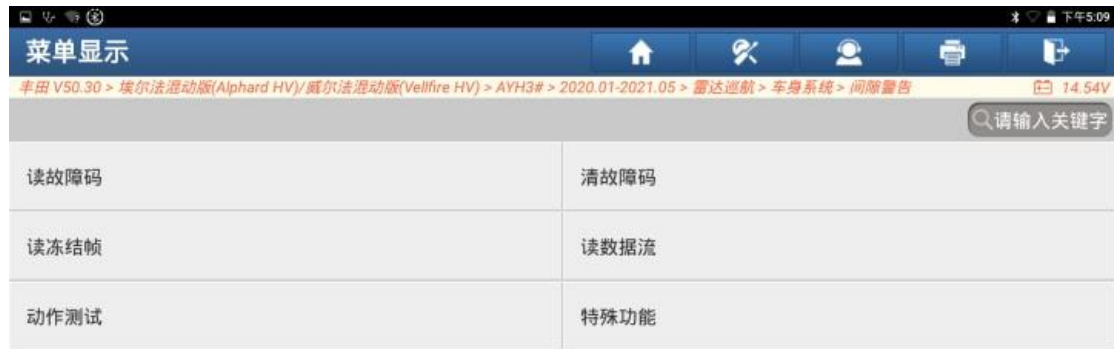 下午5:09
菜单显示
丰田 V50.30 > 埃尔法混动版(Alphard HV)/威尔法混动版(Vellfire HV) > AYH3# > 2020.01-2021.05 > 雷达巡航 > 车身系统 > 间隙警告 14.54V
请输入关键字
读故障码 清故障码
读冻结帧 读数据流
动作测试 特殊功能